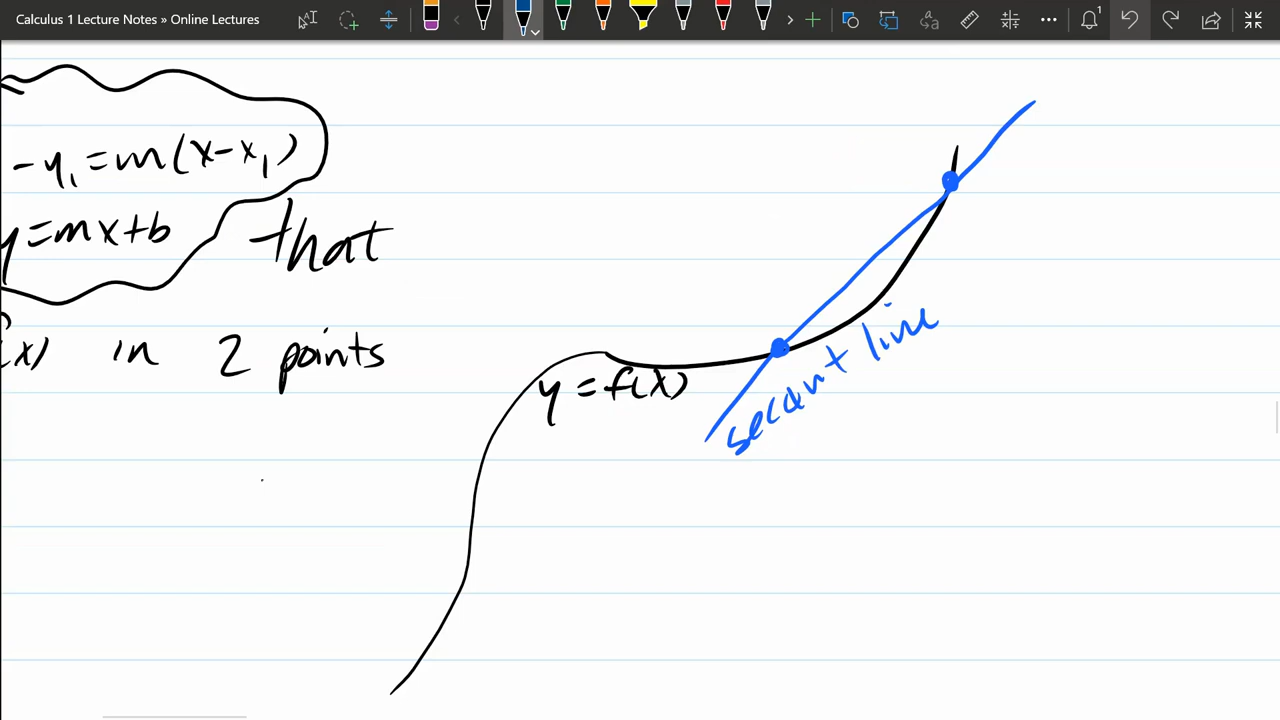 Calculus 1 Lecture Notes » Online Lectures
-y₁=m(x-x₁)
y=mx+b
that
(x) in 2 points
y=f(x)
secant line